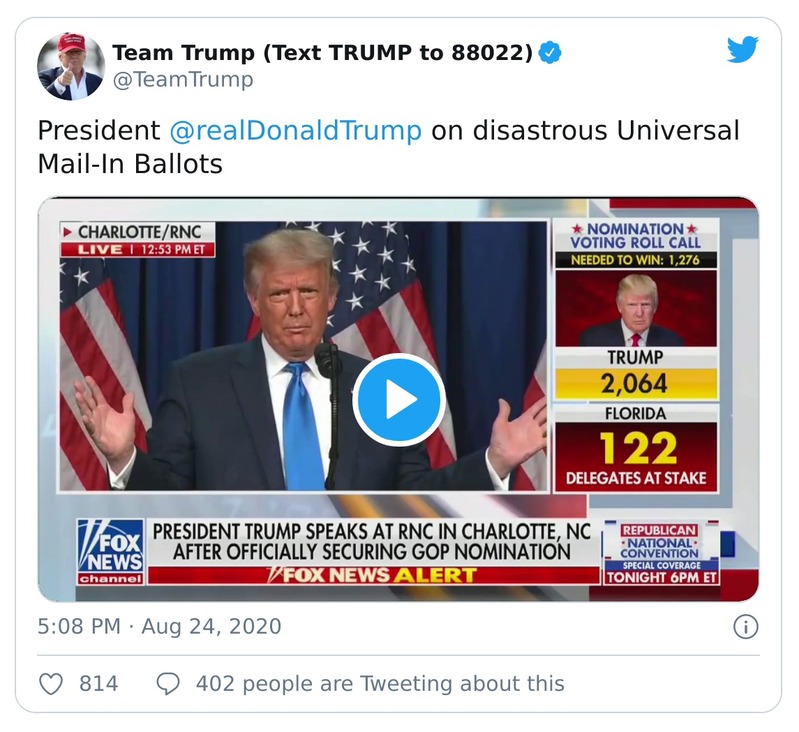 Team Trump (Text TRUMP to 88022)
@TeamTrump
President @realDonaldTrump on disastrous Universal
Mail-In Ballots
CHARLOTTE/RNC
LIVE | 12:53 PM ET
NOMINATION
VOTING ROLL CALL
NEEDED TO WIN: 1,276
TRUMP
2,064
FLORIDA
122
DELEGATES AT STAKE
FOX
NEWS
channel
PRESIDENT TRUMP SPEAKS AT RNC IN CHARLOTTE, NC
AFTER OFFICIALLY SECURING GOP NOMINATION
FOX NEWS ALERT
REPUBLICAN
NATIONAL
CONVENTION
SPECIAL COVERAGE
TONIGHT 6PM ET
5:08 PM · Aug 24, 2020
814
402 people are Tweeting about this